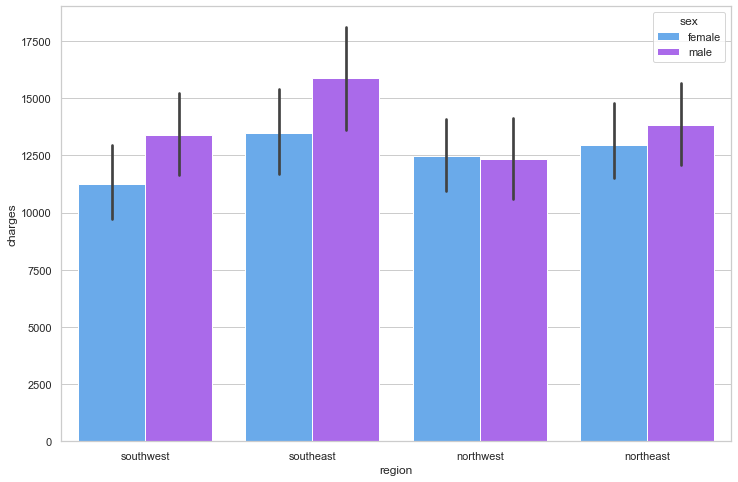 sex
female
male
17500
15000
12500
10000
7500
5000
2500
0
charges
southwest
southeast
northwest
northeast
region